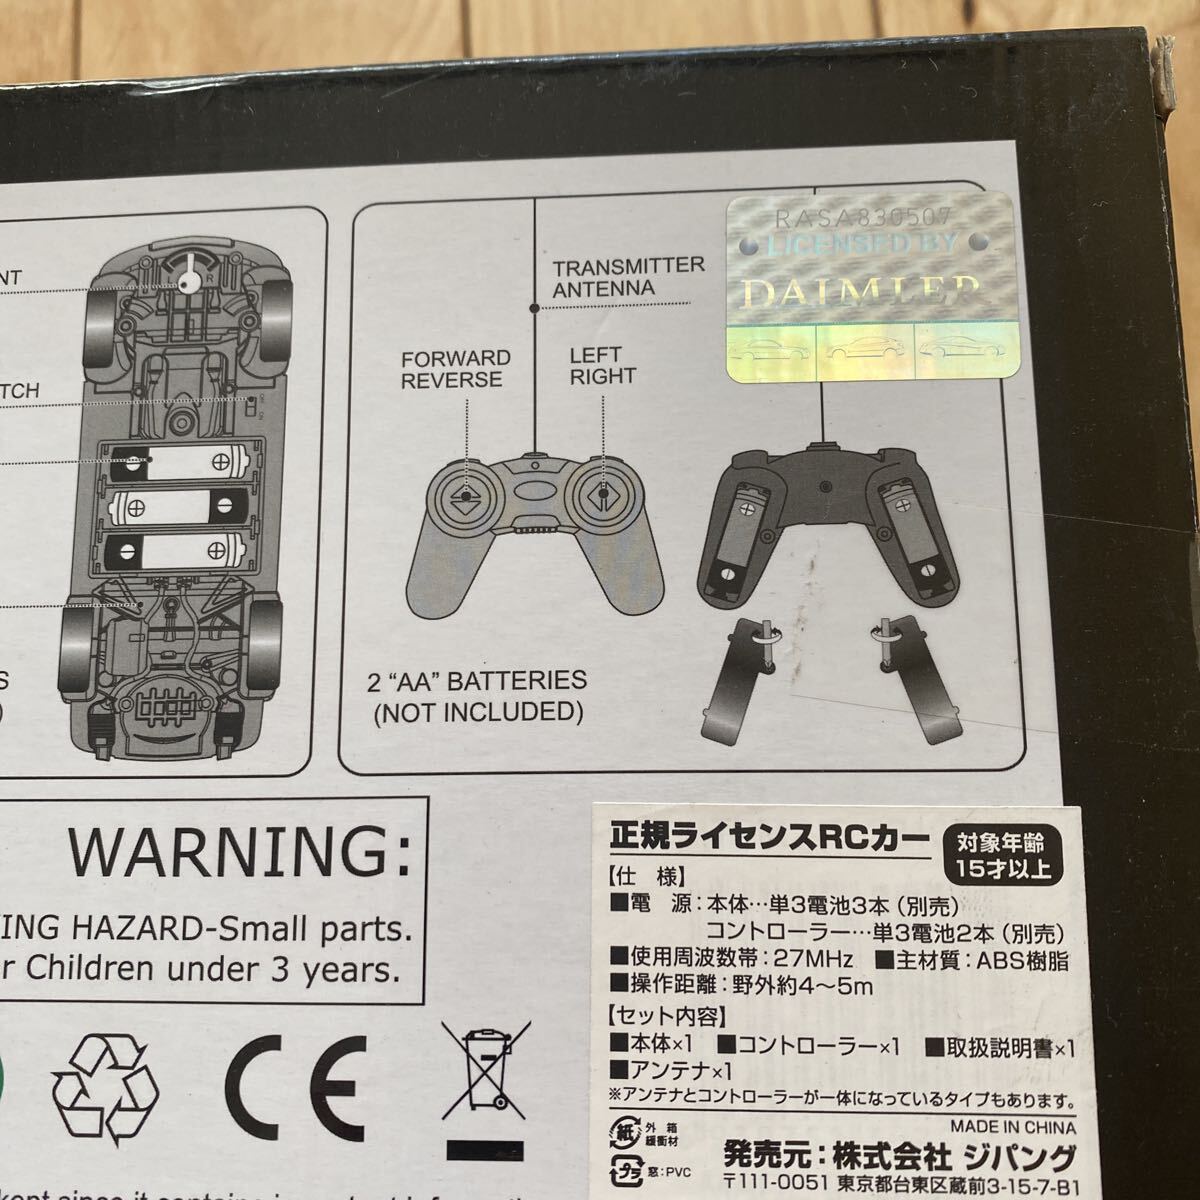 RASA830507
LICENSED BY
DAIMLER
TRANSMITTER
ANTENNA
FORWARD
REVERSE
LEFT
RIGHT
NT
TCH
OFF
ON
R
S
)
2 “AA” BATTERIES
(NOT INCLUDED)
WARNING:
ING HAZARD-Small parts.
r Children under 3 years.
CE
正規ライセンスRCカー
対象年齢
15才以上
【仕 様】
■電 源：本体…単3電池3本（別売）
コントローラー…単3電池2本（別売）
■使用周波数帯：27MHz ■主材質：ABS樹脂
■操作距離：野外約4～5m
【セット内容】
■本体×1 ■コントローラー×1 ■取扱説明書×1
■アンテナ×1
※アンテナとコントローラーが一体になっているタイプもあります。
MADE IN CHINA
紙 外 箱
緩衝材
プラ 窓：PVC
発売元：株式会社 ジパング
〒111-0051 東京都台東区蔵前3-15-7-B1